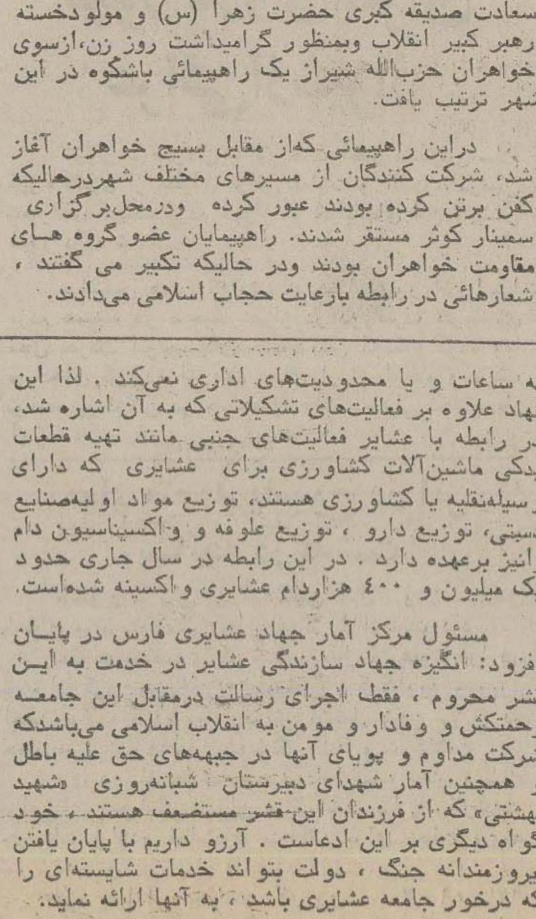 سعادت صدیقه کبری حضرت زهرا (س) و مولودخسته
رهبر کبیر انقلاب وبمنظور گرامیداشت روز زن،ازسوی
خواهران حزب‌الله شیراز یک راهپیمائی باشکوه در این
شهر ترتیب یافت.
دراین راهپیمائی که‌از مقابل بسیج خواهران آغاز
شد، شرکت کنندگان از مسیرهای مختلف شهردرحالیکه
کفن برتن کرده بودند عبور کرده ودرمحل‌برگزاری
سمینار کوثر مستقر شدند. راهپیمایان عضو گروه هسای
مقاومت خواهران بودند ودر حالیکه تکبیر می گفتند ،
شعارهائی در رابطه بارعایت حجاب اسلامی می‌دادند.
به ساعات و یا محدودیت‌های اداری نمی‌کند . لذا این
نهاد علاوه بر فعالیت‌های تشکیلاتی که به آن اشاره شد،
در رابطه با عشایر فعالیت‌های جنبی مانند تهیه قطعات
یدکی ماشین‌آلات کشاورزی برای عشایری که دارای
وسیله‌نقلیه یا کشاورزی هستند، توزیع مواد اولیه‌صنایع
دستی، توزیع دارو ، توزیع علوفه و واکسیناسیون دام
رانیز برعهده دارد . در این رابطه در سال جاری حدود
یک میلیون و ۴۰۰ هزاردام عشایری واکسینه شده‌است.
مسئول مرکز آمار جهاد عشایری فارس در پایسان
افزود: انگیزه جهاد سازندگی عشایر در خدمت به ایسن
قشر محروم ، فقط اجرای رسالت درمقابل این جامعسه
زحمتکش و وفادار و مومن به انقلاب اسلامی می‌باشدکه
شرکت مداوم و پویای آنها در جبهه‌های حق علیه باطل
و همچنین آمار شهدای دبیرستان شبانه‌روزی «شهید
بهشتی» که از فرزندان این قشر مستضعف هستند ، خود
گواه دیگری بر این ادعاست . آرزو داریم با پایان یافتن
پیروزمندانه جنگ ، دولت بتواند خدمات شایسته‌ای را
که درخور جامعه عشایری باشد ، به آنها ارائه نماید.